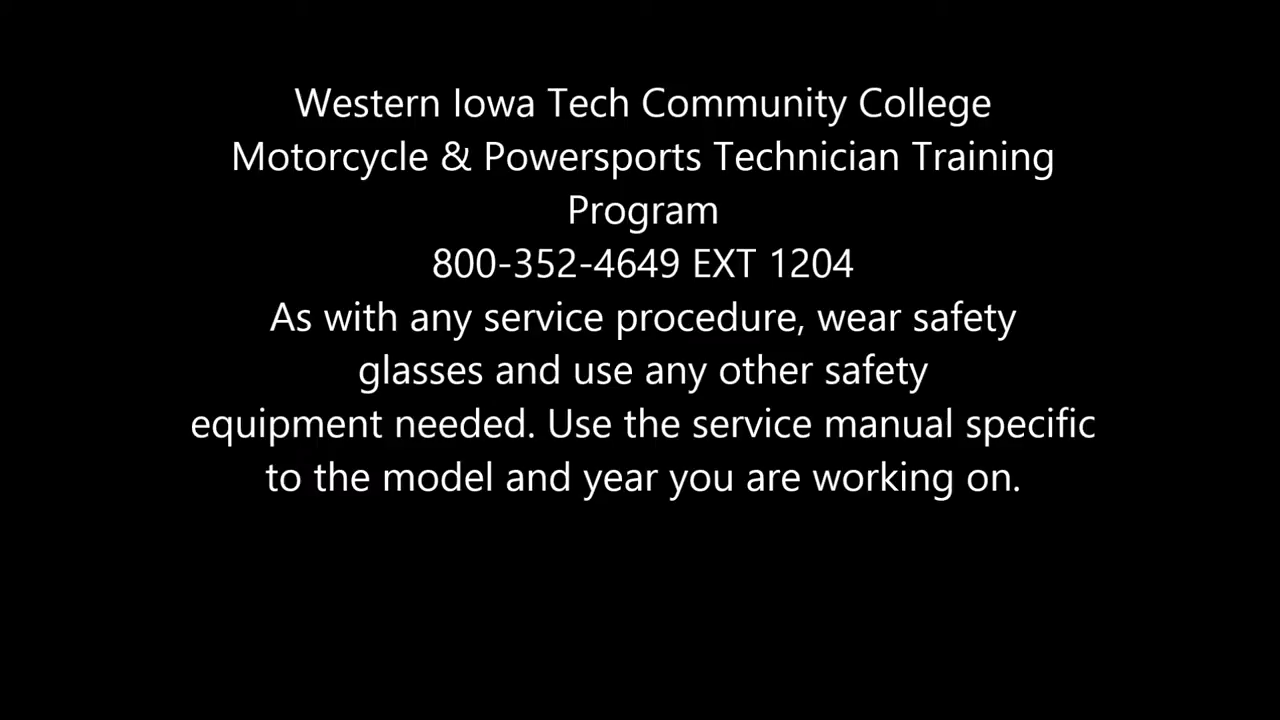 Western Iowa Tech Community College
Motorcycle & Powersports Technician Training
Program
800-352-4649 EXT 1204
As with any service procedure, wear safety
glasses and use any other safety
equipment needed. Use the service manual specific
to the model and year you are working on.